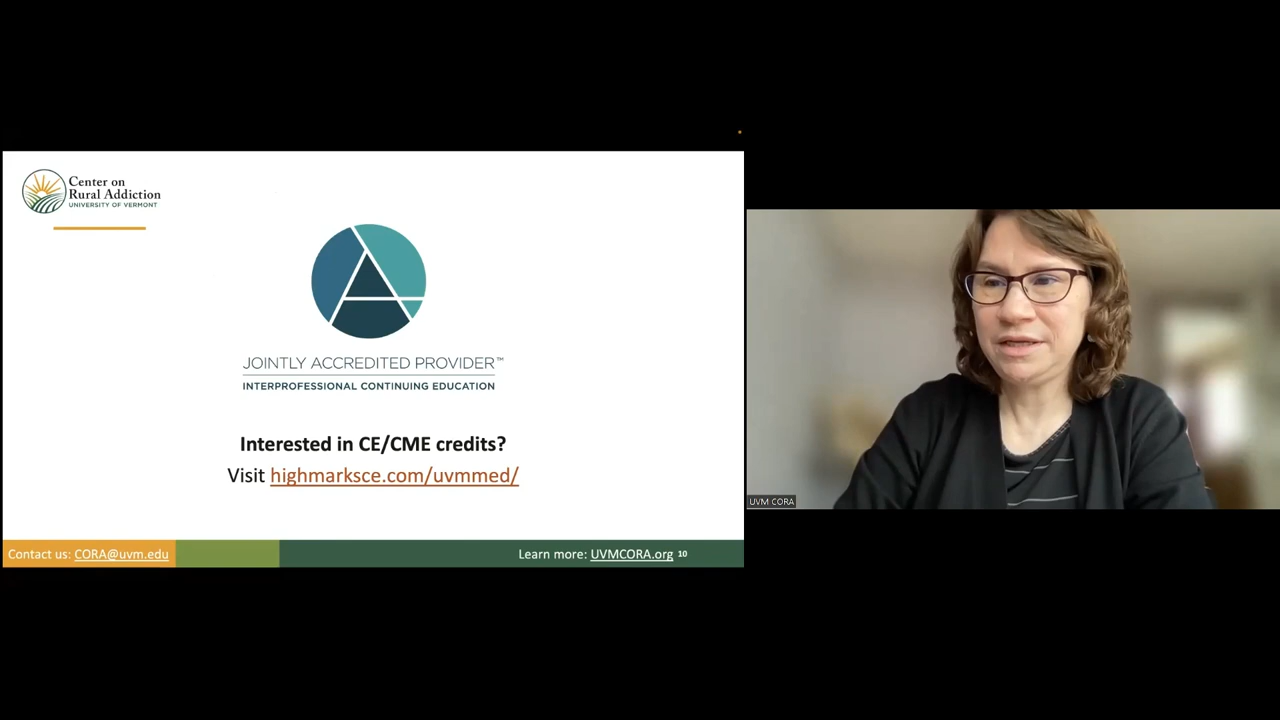 Center on
Rural Addiction
UNIVERSITY OF VERMONT
JOINTLY ACCREDITED PROVIDER™
INTERPROFESSIONAL CONTINUING EDUCATION
Interested in CE/CME credits?
Visit highmarksce.com/uvmmed/
Contact us: CORA@uvm.edu
Learn more: UVMCORA.org 10
UVM CORA